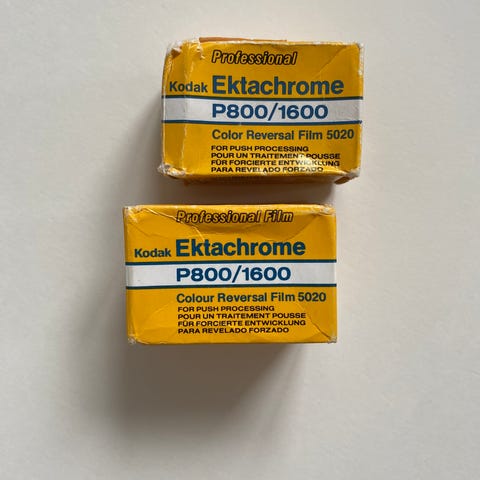 Professional
Kodak Ektachrome
P800/1600
Color Reversal Film 5020
FOR PUSH PROCESSING
POUR UN TRAITEMENT POUSSE
FÜR FORCIERTE ENTWICKLUNG
PARA REVELADO FORZADO
Professional Film
Kodak Ektachrome
P800/1600
Colour Reversal Film 5020
FOR PUSH PROCESSING
POUR UN TRAITEMENT POUSSE
FÜR FORCIERTE ENTWICKLUNG
PARA REVELADO FORZADO